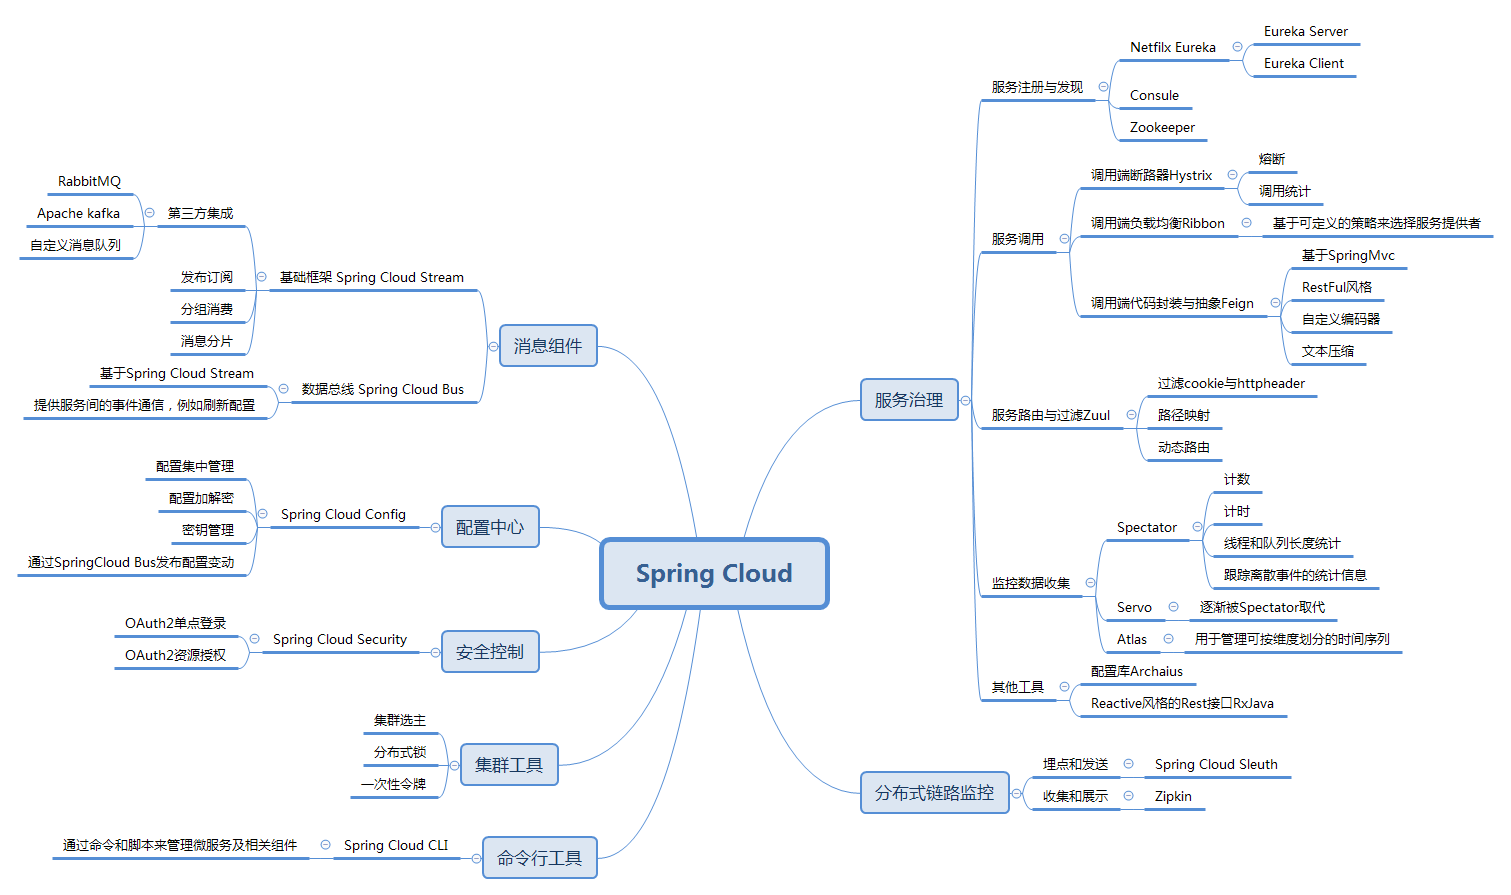 Spring Cloud
服务治理
服务注册与发现
Netfilx Eureka
Eureka Server
Eureka Client
Consule
Zookeeper
服务调用
调用端断路器Hystrix
熔断
调用统计
调用端负载均衡Ribbon
基于可定义的策略来选择服务提供者
调用端代码封装与抽象Feign
基于SpringMvc
RestFul风格
自定义编码器
文本压缩
服务路由与过滤Zuul
过滤cookie与httpheader
路径映射
动态路由
监控数据收集
Spectator
计数
计时
线程和队列长度统计
跟踪离散事件的统计信息
Servo
逐渐被Spectator取代
Atlas
用于管理可按维度划分的时间序列
其他工具
配置库Archaius
Reactive风格的Rest接口RxJava
分布式链路监控
埋点和发送
Spring Cloud Sleuth
收集和展示
Zipkin
消息组件
基础框架 Spring Cloud Stream
第三方集成
RabbitMQ
Apache kafka
自定义消息队列
发布订阅
分组消费
消息分片
数据总线 Spring Cloud Bus
基于Spring Cloud Stream
提供服务间的事件通信，例如刷新配置
配置中心
Spring Cloud Config
配置集中管理
配置加解密
密钥管理
通过SpringCloud Bus发布配置变动
安全控制
Spring Cloud Security
OAuth2单点登录
OAuth2资源授权
集群工具
集群选主
分布式锁
一次性令牌
命令行工具
Spring Cloud CLI
通过命令和脚本来管理微服务及相关组件